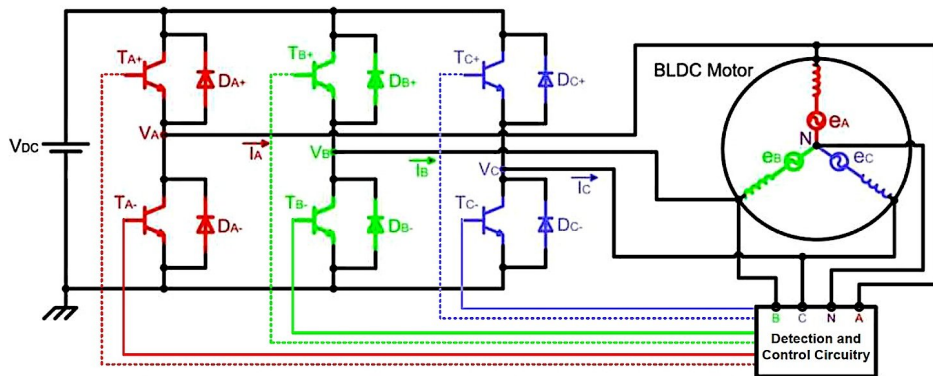 TA+
DA+
TB+
DB+
TC+
DC+
BLDC Motor
VDC
VA
IA
VB
IB
VC
IC
eA
N
eB
eC
TA-
DA-
TB-
DB-
TC-
DC-
B C N A
Detection and
Control Circuitry